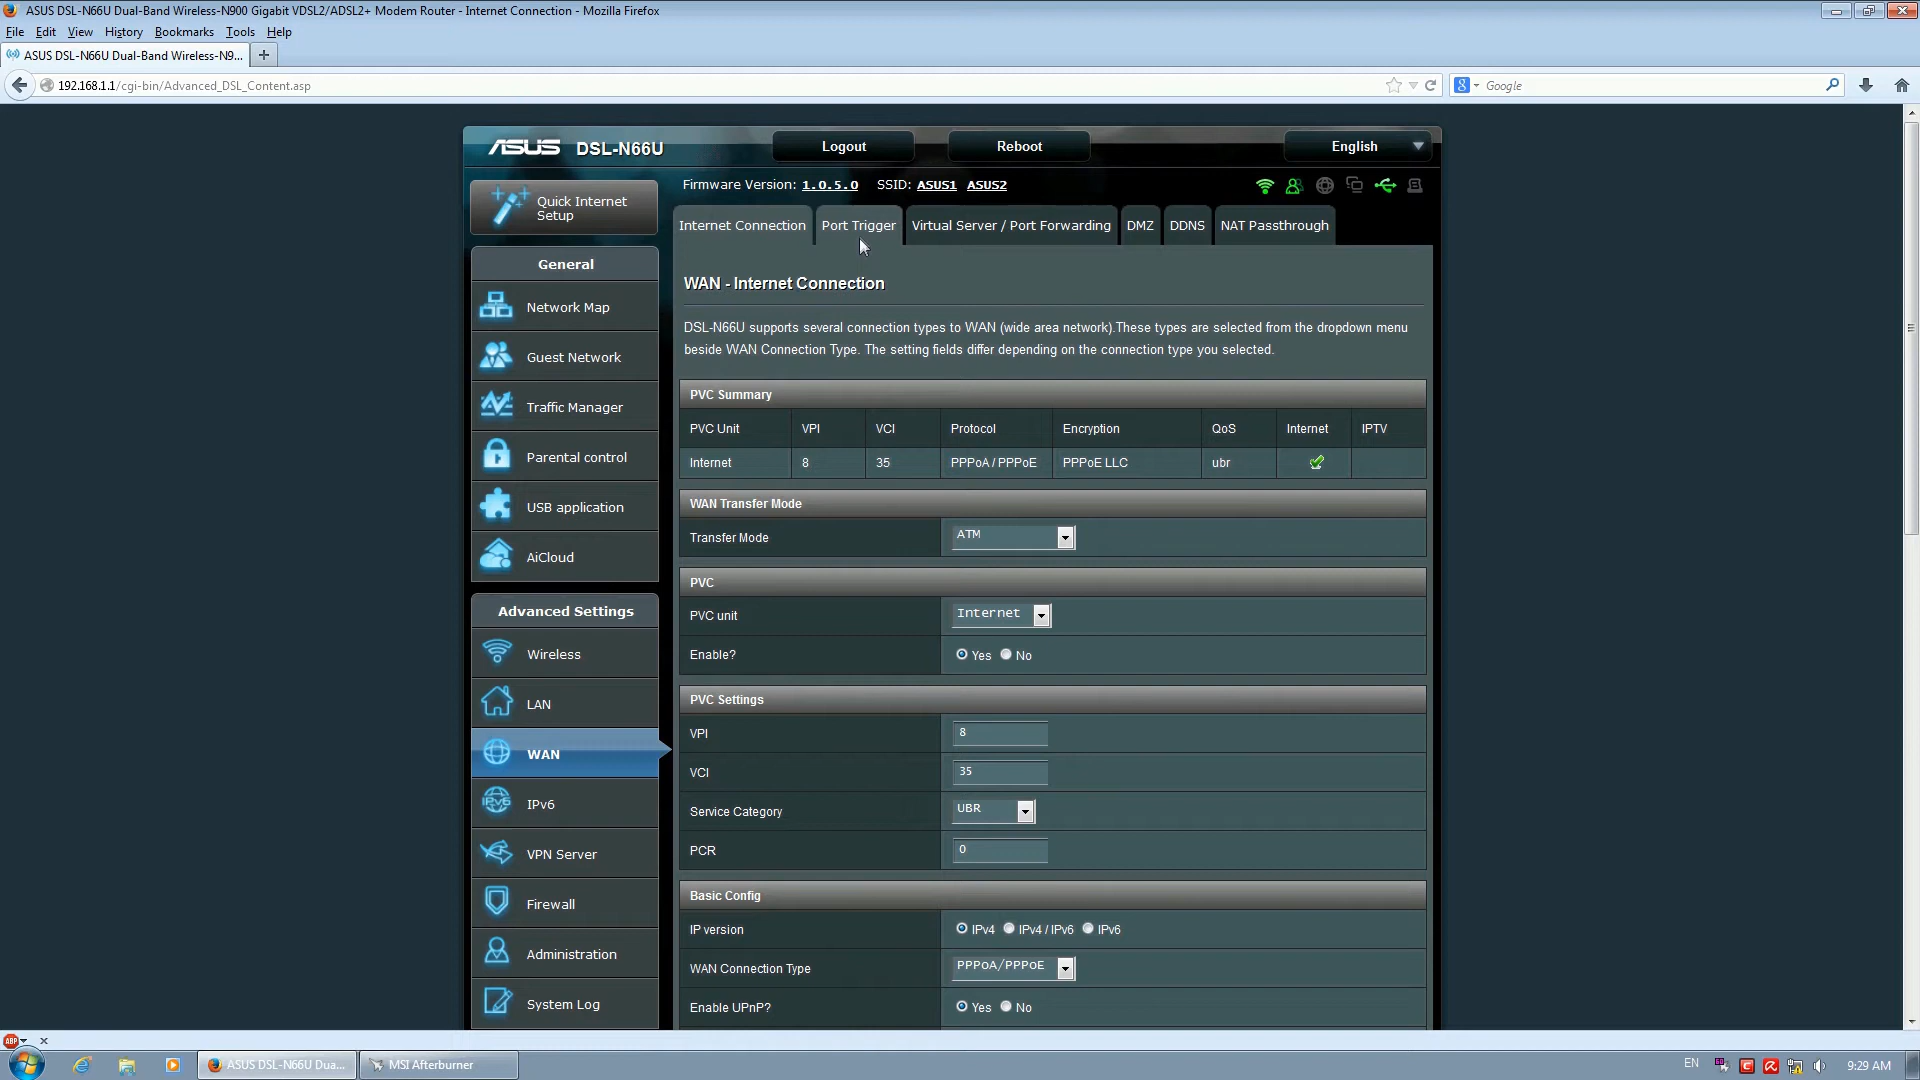 ASUS DSL-N66U Dual-Band Wireless-N900 Gigabit VDSL2/ADSL2+ Modem Router - Internet Connection - Mozilla Firefox
File Edit View History Bookmarks Tools Help
ASUS DSL-N66U Dual-Band Wireless-N9... +
192.168.1.1/cgi-bin/Advanced_DSL_Content.asp
8 Google
ASUS DSL-N66U Logout Reboot English
Firmware Version: 1.0.5.0 SSID: ASUS1 ASUS2
Quick Internet
Setup
Internet Connection Port Trigger Virtual Server / Port Forwarding DMZ DDNS NAT Passthrough
General
Network Map
Guest Network
Traffic Manager
Parental control
USB application
AiCloud
Advanced Settings
Wireless
LAN
WAN
IPv6
IPv6
VPN Server
Firewall
Administration
System Log
WAN - Internet Connection
DSL-N66U supports several connection types to WAN (wide area network).These types are selected from the dropdown menu
beside WAN Connection Type. The setting fields differ depending on the connection type you selected.
PVC Summary
PVC Unit VPI VCI Protocol Encryption QoS Internet IPTV
Internet 8 35 PPPoA / PPPoE PPPoE LLC ubr
WAN Transfer Mode
Transfer Mode ATM
PVC
PVC unit Internet
Enable? Yes No
PVC Settings
VPI 8
VCI 35
Service Category UBR
PCR 0
Basic Config
IP version IPv4 IPv4 / IPv6 IPv6
WAN Connection Type PPPoA/PPPoE
Enable UPnP? Yes No
ABP
ASUS DSL-N66U Dua... MSI Afterburner
EN 9:29 AM